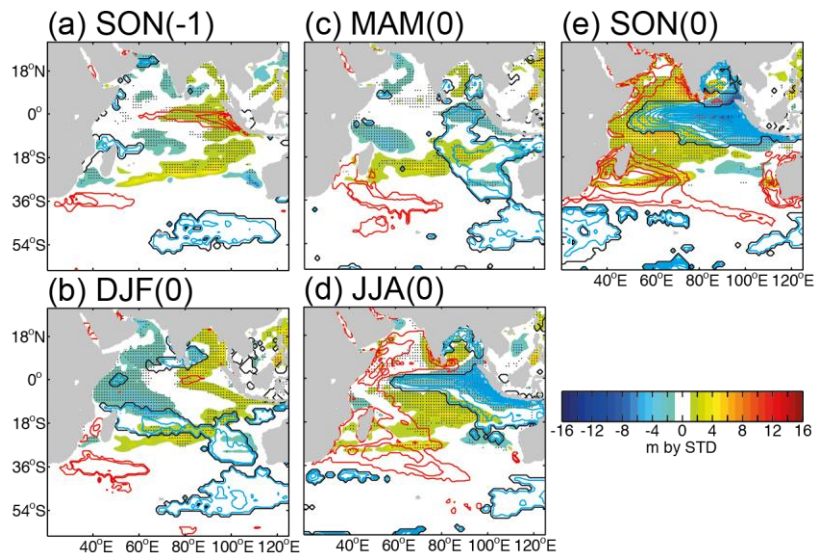 (a) SON(-1)
(c) MAM(0)
(e) SON(0)
18°N
0°
18°S
36°S
54°S
40°E 60°E 80°E 100°E 120°E
(b) DJF(0)
(d) JJA(0)
18°N
0°
18°S
36°S
54°S
40°E 60°E 80°E 100°E 120°E
40°E 60°E 80°E 100°E 120°E
-16 -12 -8 -4 0 4 8 12 16
m by STD